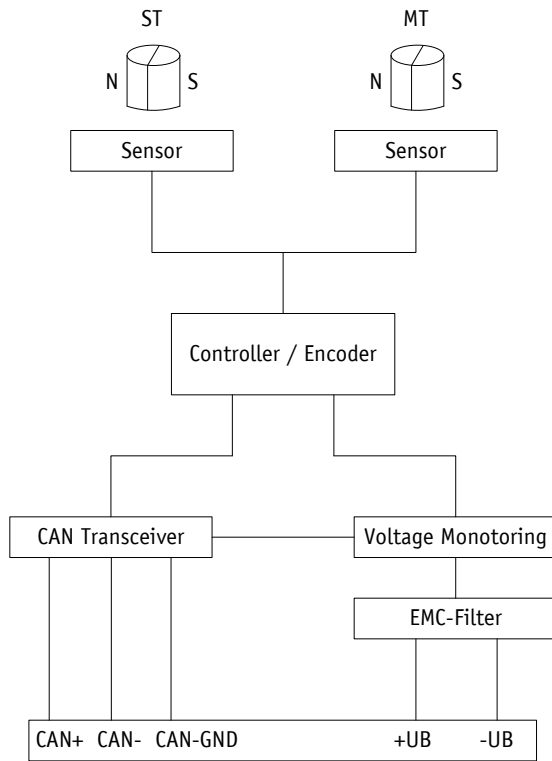 ST MT
N S N S
Sensor Sensor
Controller / Encoder
CAN Transceiver Voltage Monotoring
EMC-Filter
CAN+ CAN- CAN-GND +UB -UB